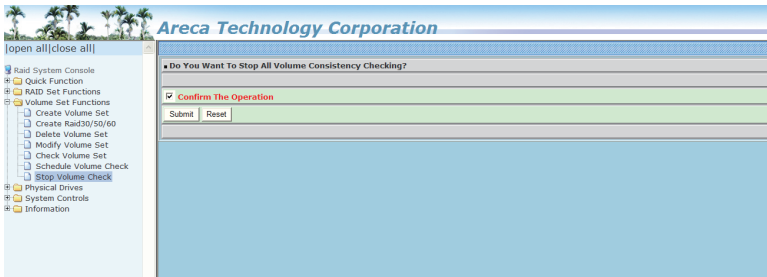 Areca Technology Corporation
|open all|close all|
Raid System Console
Quick Function
RAID Set Functions
Volume Set Functions
Create Volume Set
Create Raid30/50/60
Delete Volume Set
Modify Volume Set
Check Volume Set
Schedule Volume Check
Stop Volume Check
Physical Drives
System Controls
Information
Do You Want To Stop All Volume Consistency Checking?
Confirm The Operation
Submit Reset